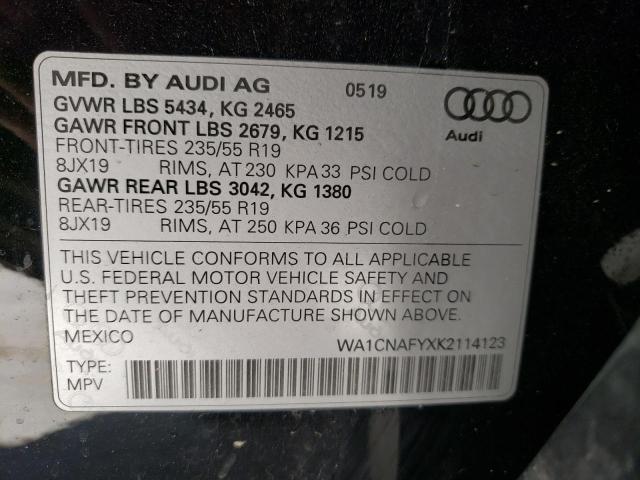 MFD. BY AUDI AG 0519
GVWR LBS 5434, KG 2465
GAWR FRONT LBS 2679, KG 1215
Audi
FRONT-TIRES 235/55 R19
8JX19 RIMS, AT 230 KPA 33 PSI COLD
GAWR REAR LBS 3042, KG 1380
REAR-TIRES 235/55 R19
8JX19 RIMS, AT 250 KPA 36 PSI COLD
THIS VEHICLE CONFORMS TO ALL APPLICABLE
U.S. FEDERAL MOTOR VEHICLE SAFETY AND
THEFT PREVENTION STANDARDS IN EFFECT ON
THE DATE OF MANUFACTURE SHOWN ABOVE.
MEXICO WA1CNAFYXK2114123
TYPE:
MPV